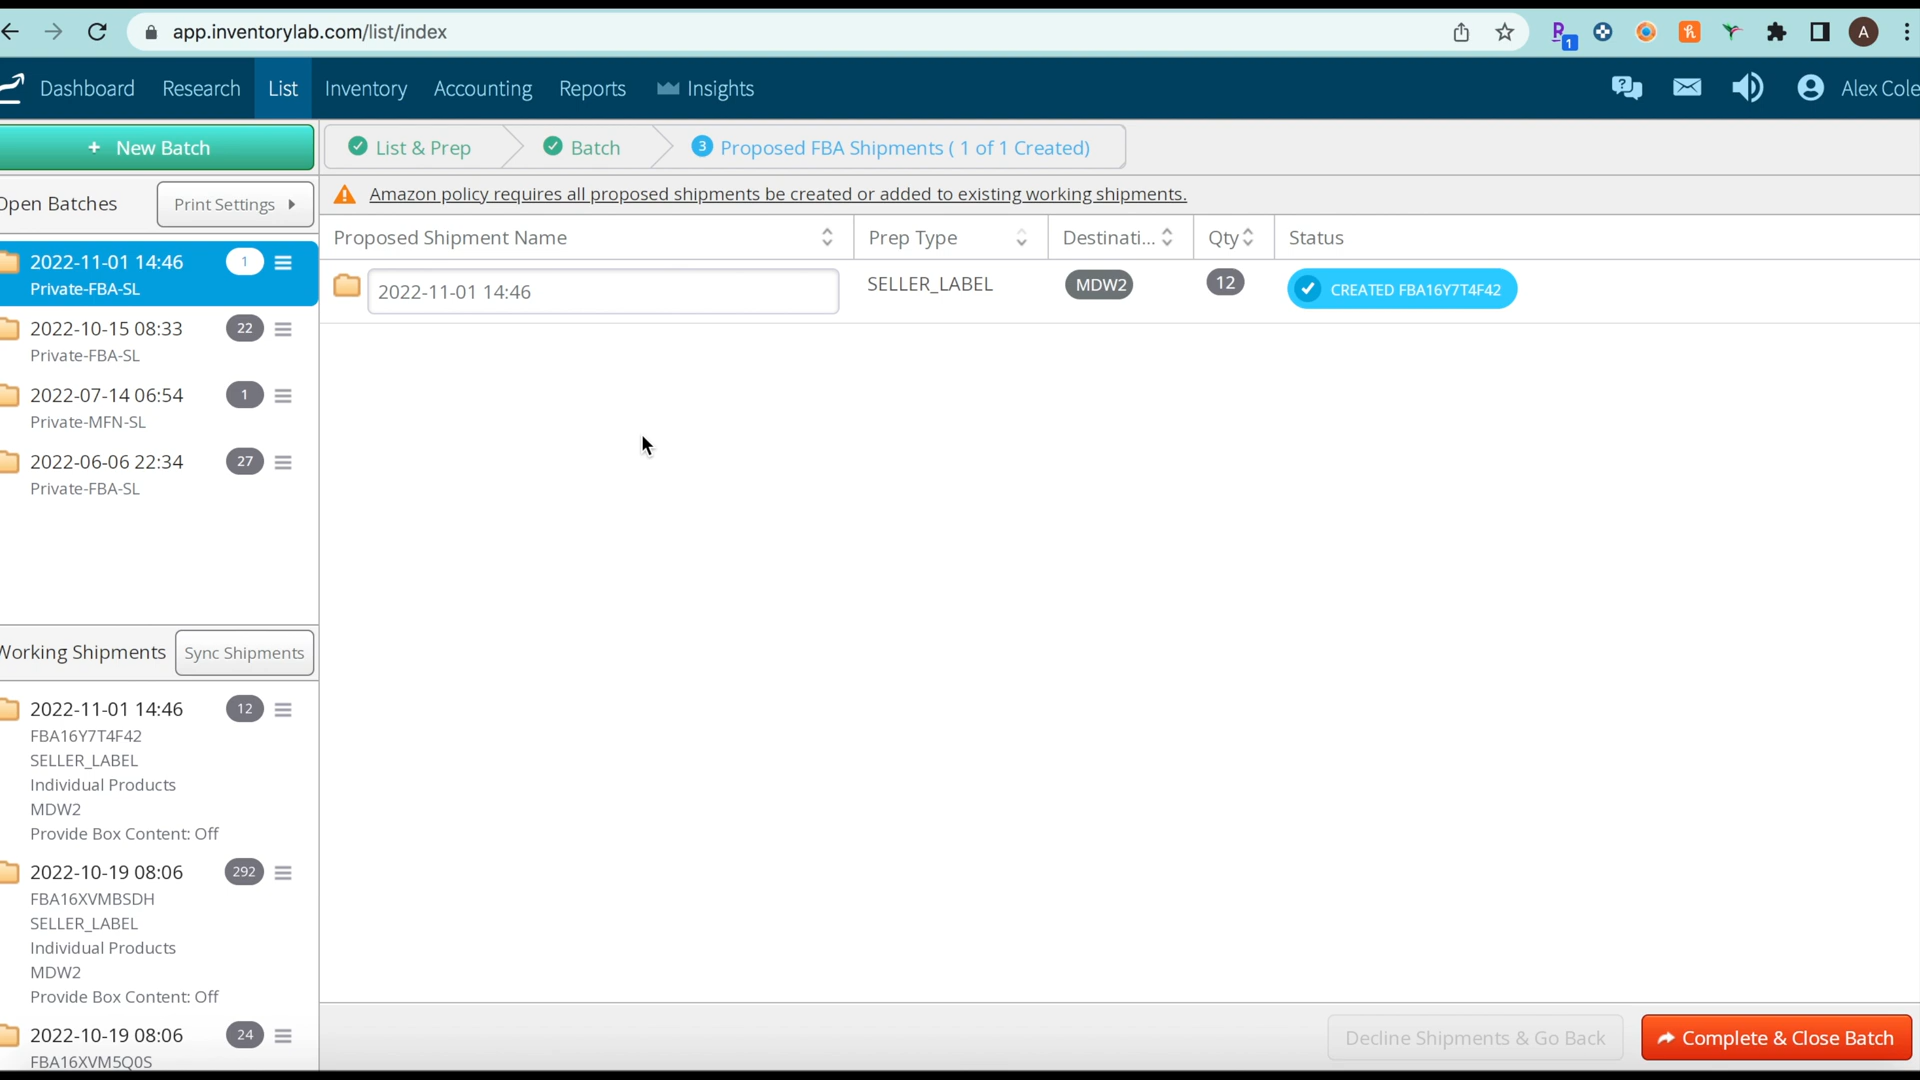 app.inventorylab.com/list/index
1
A
Dashboard
Research
List
Inventory
Accounting
Reports
Insights
Alex Cole
+ New Batch
List & Prep
Batch
3 Proposed FBA Shipments ( 1 of 1 Created)
Open Batches
Print Settings
Amazon policy requires all proposed shipments be created or added to existing working shipments.
Proposed Shipment Name
Prep Type
Destinati...
Qty
Status
2022-11-01 14:46
SELLER_LABEL
MDW2
12
CREATED FBA16Y7T4F42
2022-11-01 14:46
1
Private-FBA-SL
2022-10-15 08:33
22
Private-FBA-SL
2022-07-14 06:54
1
Private-MFN-SL
2022-06-06 22:34
27
Private-FBA-SL
Working Shipments
Sync Shipments
2022-11-01 14:46
12
FBA16Y7T4F42
SELLER_LABEL
Individual Products
MDW2
Provide Box Content: Off
2022-10-19 08:06
292
FBA16XVMBSDH
SELLER_LABEL
Individual Products
MDW2
Provide Box Content: Off
2022-10-19 08:06
24
FBA16XVM5Q0S
Decline Shipments & Go Back
Complete & Close Batch